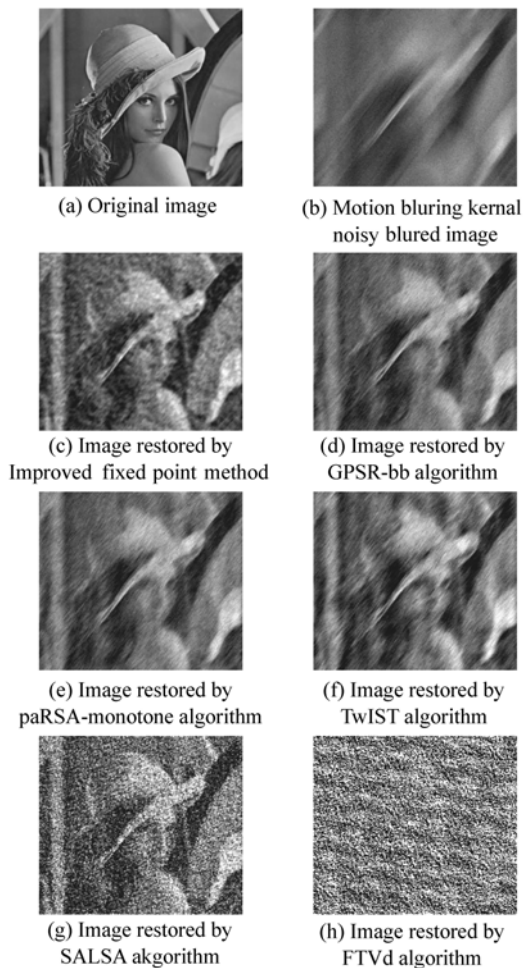 (a) Original image
(b) Motion bluring kernal
noisy blured image
(c) Image restored by
Improved fixed point method
(d) Image restored by
GPSR-bb algorithm
(e) Image restored by
paRSA-monotone algorithm
(f) Image restored by
TwIST algorithm
(g) Image restored by
SALSA akgorithm
(h) Image restored by
FTVd algorithm